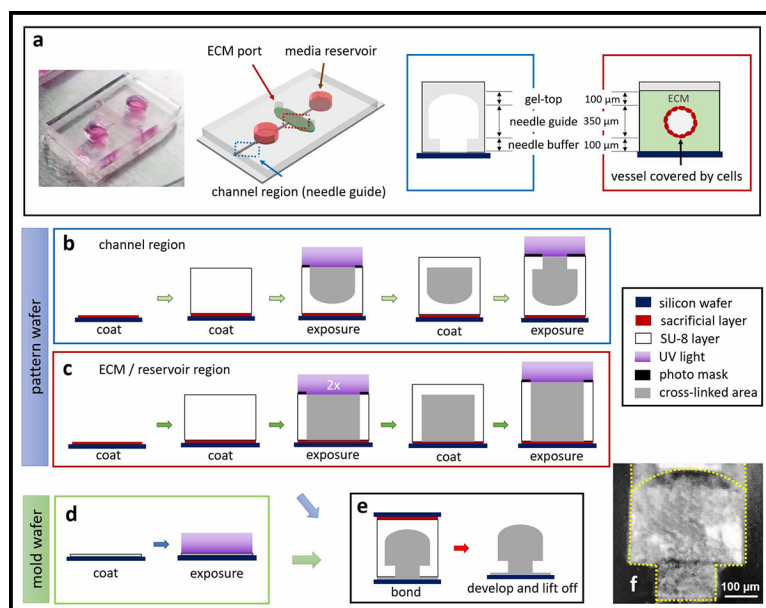 a
ECM port
media reservoir
channel region (needle guide)
gel-top
needle guide
needle buffer
100 µm
350 µm
100 µm
ECM
vessel covered by cells
pattern wafer
b
channel region
coat
coat
exposure
coat
exposure
c
ECM / reservoir region
2x
coat
coat
exposure
coat
exposure
silicon wafer
sacrificial layer
SU-8 layer
UV light
photo mask
cross-linked area
mold wafer
d
coat
exposure
e
bond
develop and lift off
f
100 µm